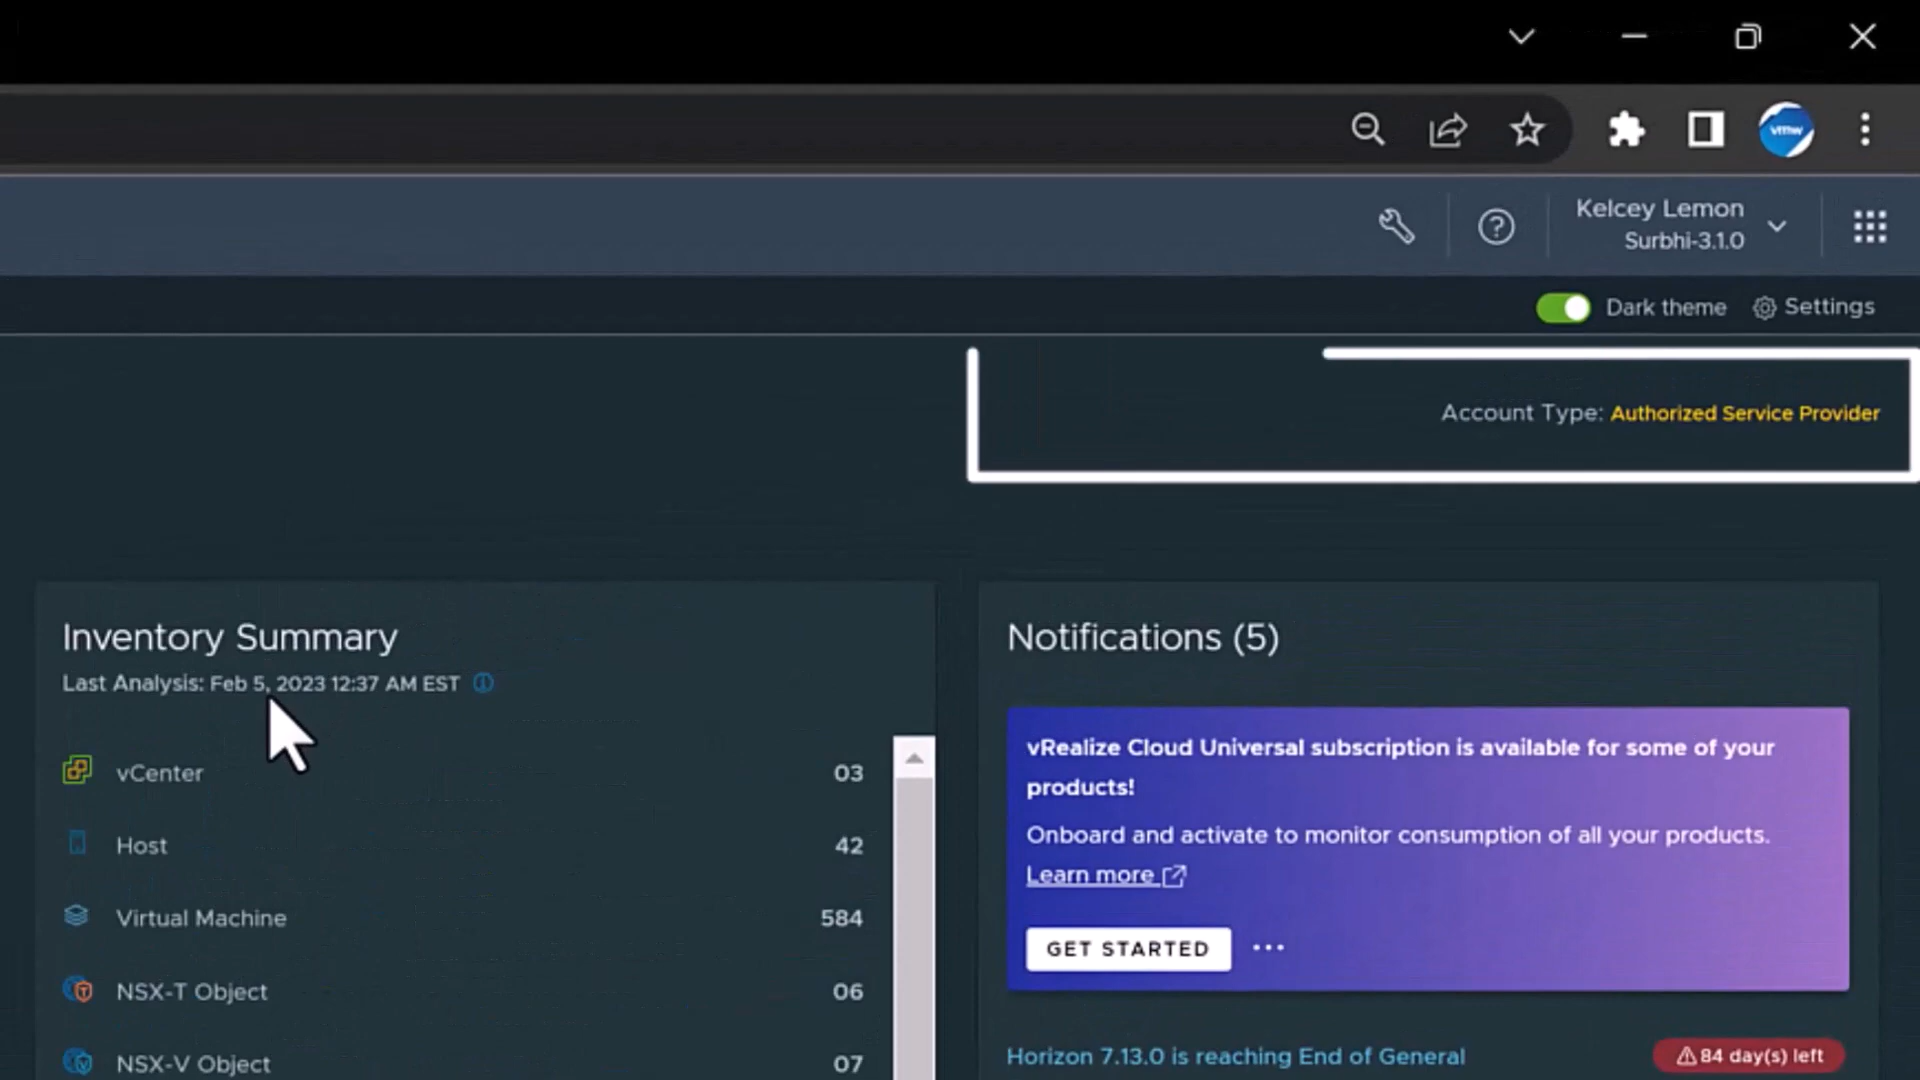 vmw
Kelcey Lemon
Surbhi-3.1.0
Dark theme
Settings
Account Type: Authorized Service Provider
Inventory Summary
Last Analysis: Feb 5, 2023 12:37 AM EST
vCenter 03
Host 42
Virtual Machine 584
NSX-T Object 06
NSX-V Object 07
Notifications (5)
vRealize Cloud Universal subscription is available for some of your
products!
Onboard and activate to monitor consumption of all your products.
Learn more
GET STARTED
Horizon 7.13.0 is reaching End of General
84 day(s) left